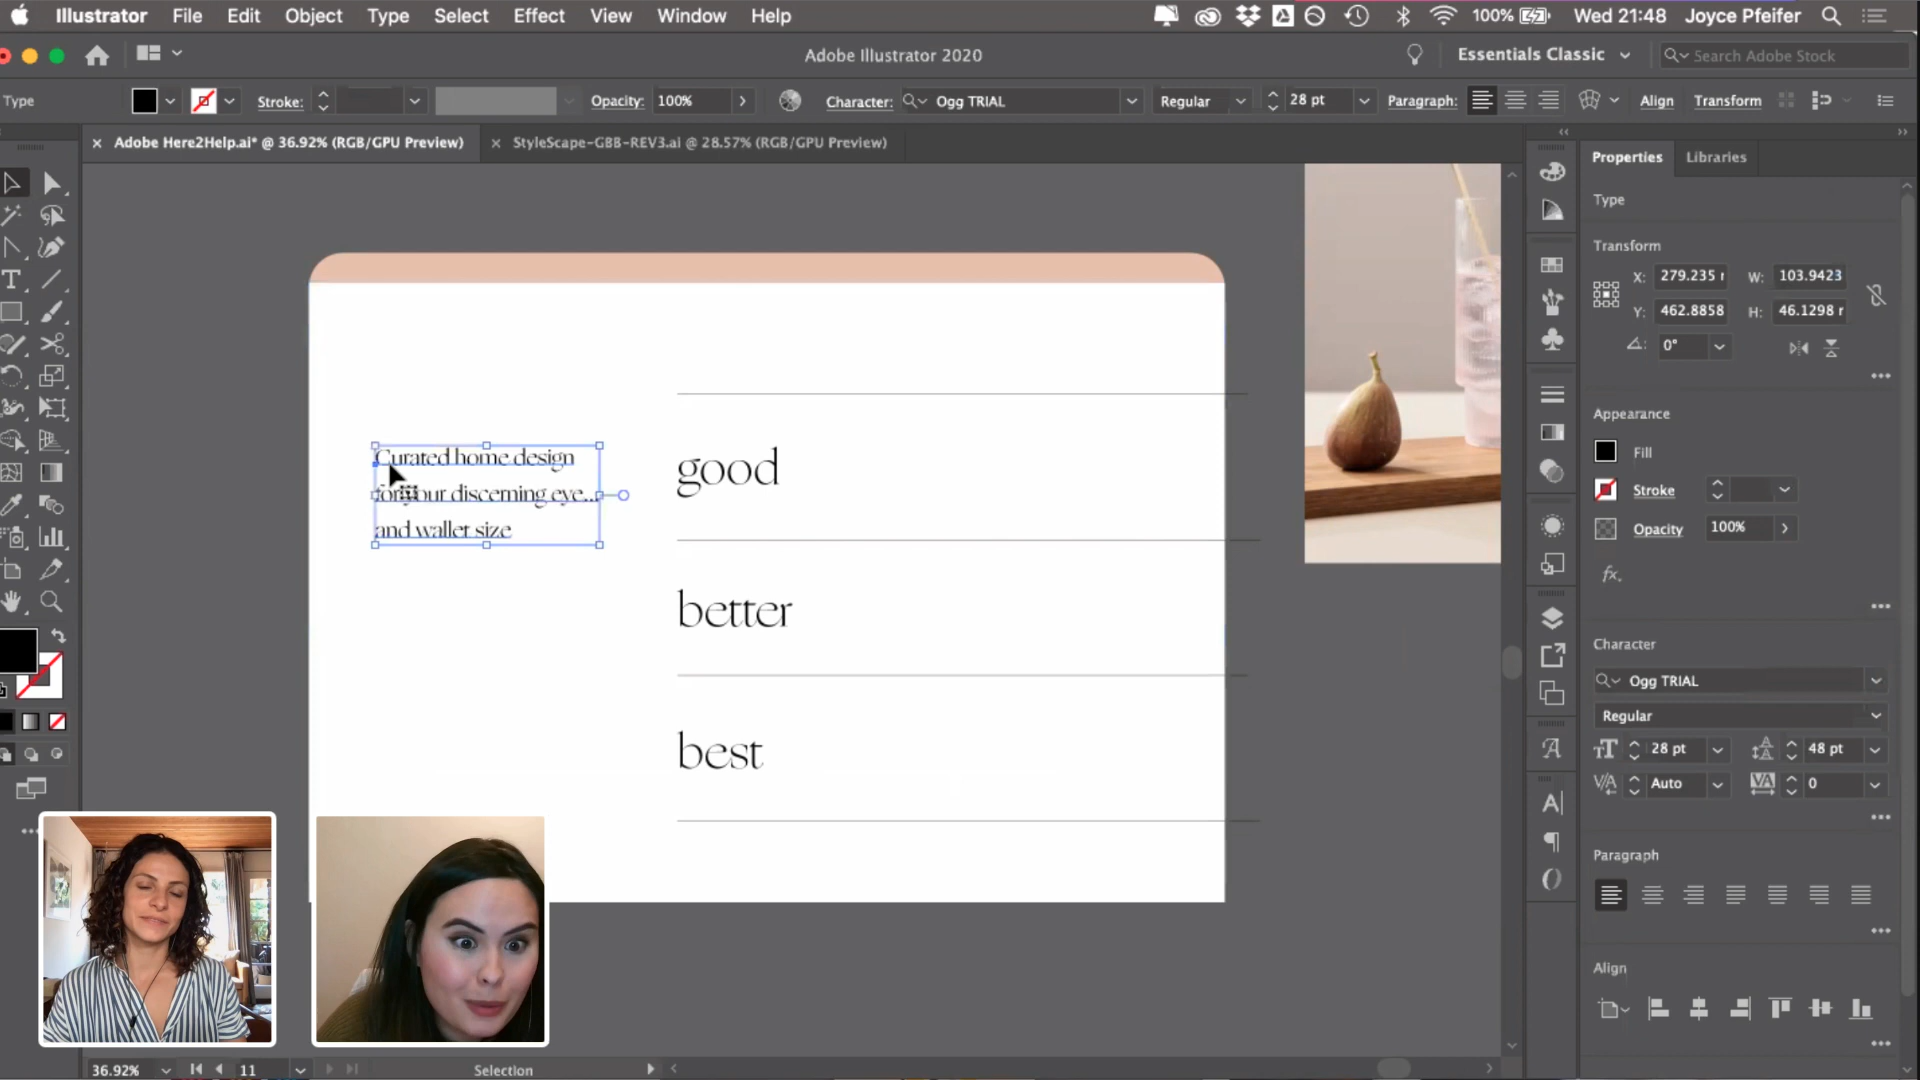 Illustrator File Edit Object Type Select Effect View Window Help 100% Wed 21:48 Joyce Pfeifer
Adobe Illustrator 2020 Essentials Classic Search Adobe Stock
Type Stroke: Opacity: 100% Character: Ogg TRIAL Regular 28 pt Paragraph: Align Transform
Adobe Here2Help.ai* @ 36.92% (RGB/GPU Preview) StyleScape-GBB-REV3.ai @ 28.57% (RGB/GPU Preview)
Properties Libraries
Type
Transform
X: 279.235 W: 103.9423
Y: 462.8858 H: 46.1298
0°
Appearance
Fill
Stroke
Opacity 100%
fx.
Character
Ogg TRIAL
Regular
28 pt 48 pt
Auto 0
Paragraph
Align
Curated home design
for your discerning eye...
and wallet size
good
better
best
36.92% 11 Selection